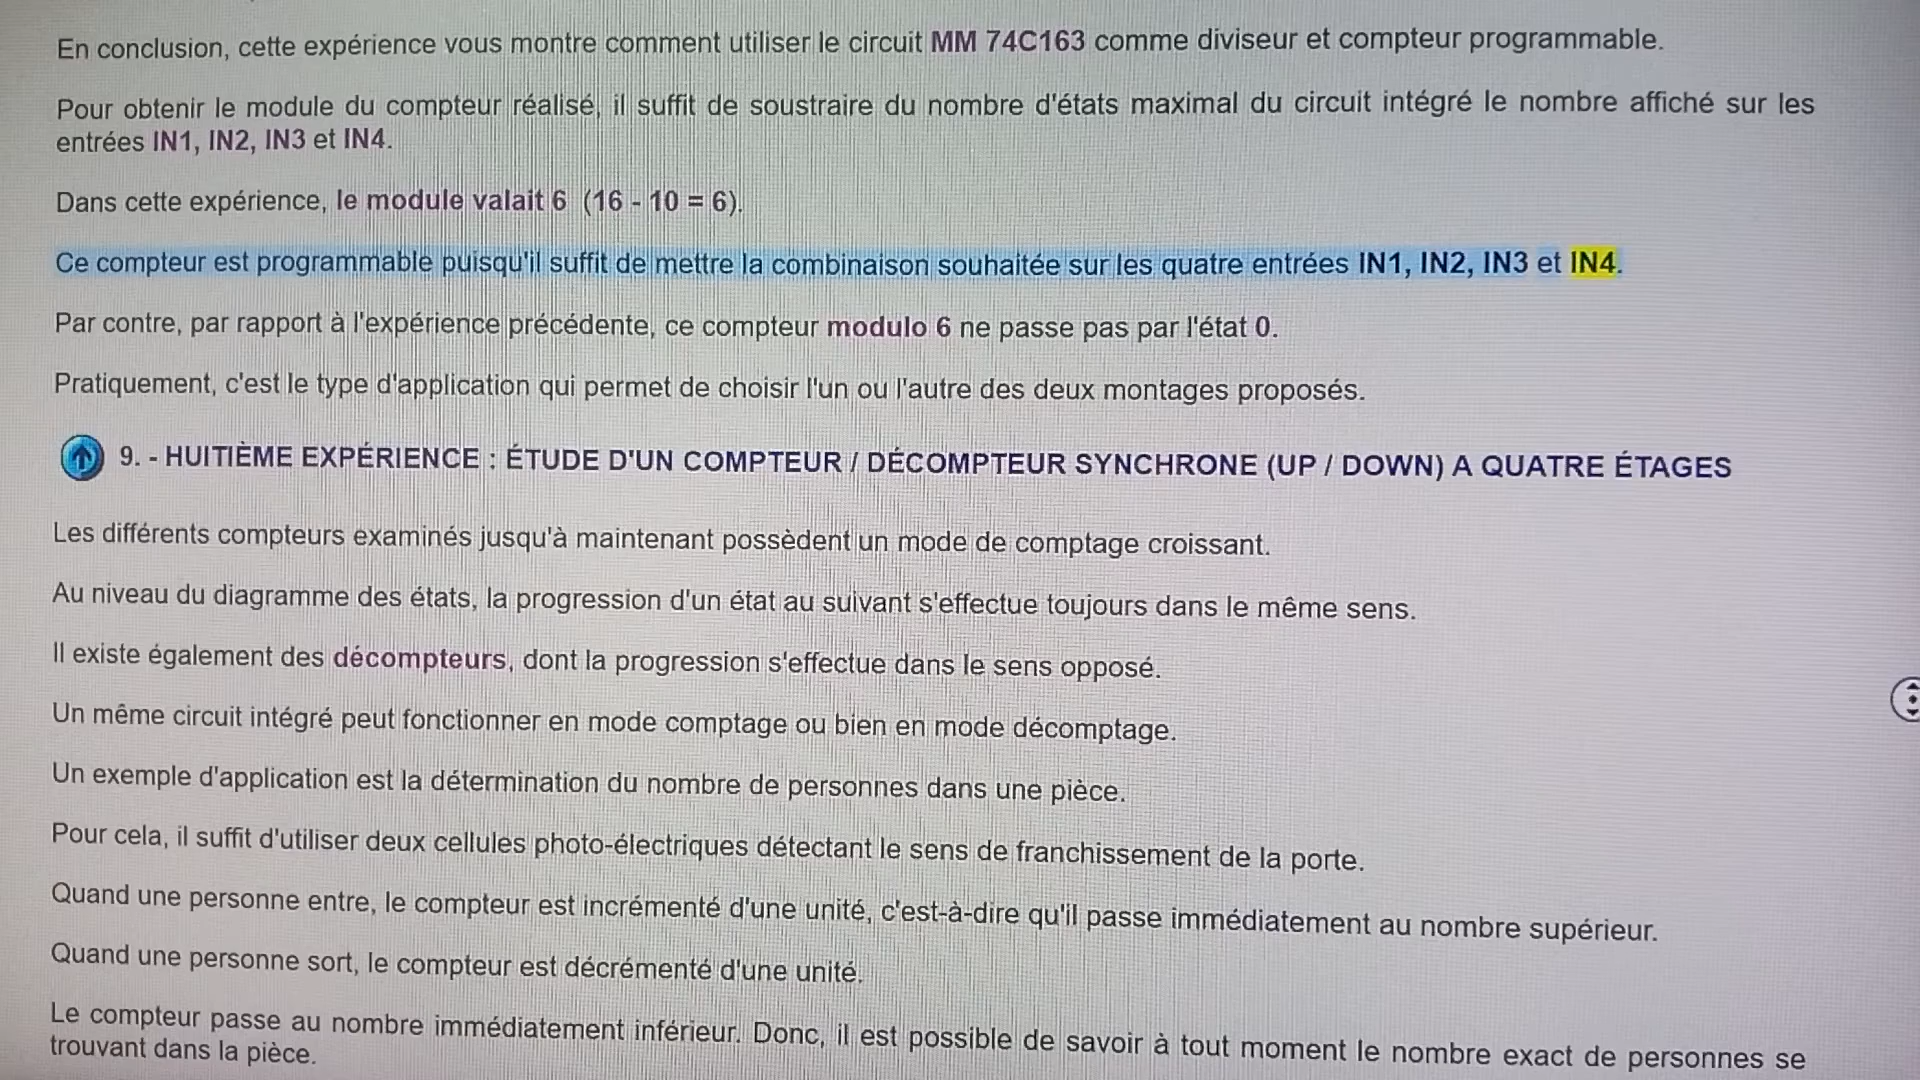 En conclusion, cette expérience vous montre comment utiliser le circuit MM 74C163 comme diviseur et compteur programmable.
Pour obtenir le module du compteur réalisé, il suffit de soustraire du nombre d'états maximal du circuit intégré le nombre affiché sur les
entrées IN1, IN2, IN3 et IN4.
Dans cette expérience, le module valait 6 (16 - 10 = 6).
Ce compteur est programmable puisqu'il suffit de mettre la combinaison souhaitée sur les quatre entrées IN1, IN2, IN3 et IN4.
Par contre, par rapport à l'expérience précédente, ce compteur modulo 6 ne passe pas par l'état 0.
Pratiquement, c'est le type d'application qui permet de choisir l'un ou l'autre des deux montages proposés.
9. - HUITIÈME EXPÉRIENCE : ÉTUDE D'UN COMPTEUR / DÉCOMPTEUR SYNCHRONE (UP / DOWN) A QUATRE ÉTAGES
Les différents compteurs examinés jusqu'à maintenant possèdent un mode de comptage croissant.
Au niveau du diagramme des états, la progression d'un état au suivant s'effectue toujours dans le même sens.
Il existe également des décompteurs, dont la progression s'effectue dans le sens opposé.
Un même circuit intégré peut fonctionner en mode comptage ou bien en mode décomptage.
Un exemple d'application est la détermination du nombre de personnes dans une pièce.
Pour cela, il suffit d'utiliser deux cellules photo-électriques détectant le sens de franchissement de la porte.
Quand une personne entre, le compteur est incrémenté d'une unité, c'est-à-dire qu'il passe immédiatement au nombre supérieur.
Quand une personne sort, le compteur est décrémenté d'une unité.
Le compteur passe au nombre immédiatement inférieur. Donc, il est possible de savoir à tout moment le nombre exact de personnes se
trouvant dans la pièce.